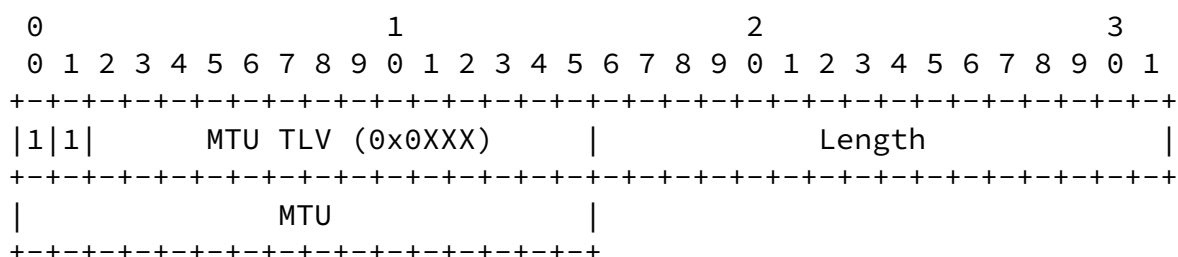 0                   1                   2                   3
 0 1 2 3 4 5 6 7 8 9 0 1 2 3 4 5 6 7 8 9 0 1 2 3 4 5 6 7 8 9 0 1
+-+-+-+-+-+-+-+-+-+-+-+-+-+-+-+-+-+-+-+-+-+-+-+-+-+-+-+-+-+-+-+-+
|1|1|      MTU TLV (0x0XXX)     |            Length             |
+-+-+-+-+-+-+-+-+-+-+-+-+-+-+-+-+-+-+-+-+-+-+-+-+-+-+-+-+-+-+-+-+
|              MTU              |
+-+-+-+-+-+-+-+-+-+-+-+-+-+-+-+-+